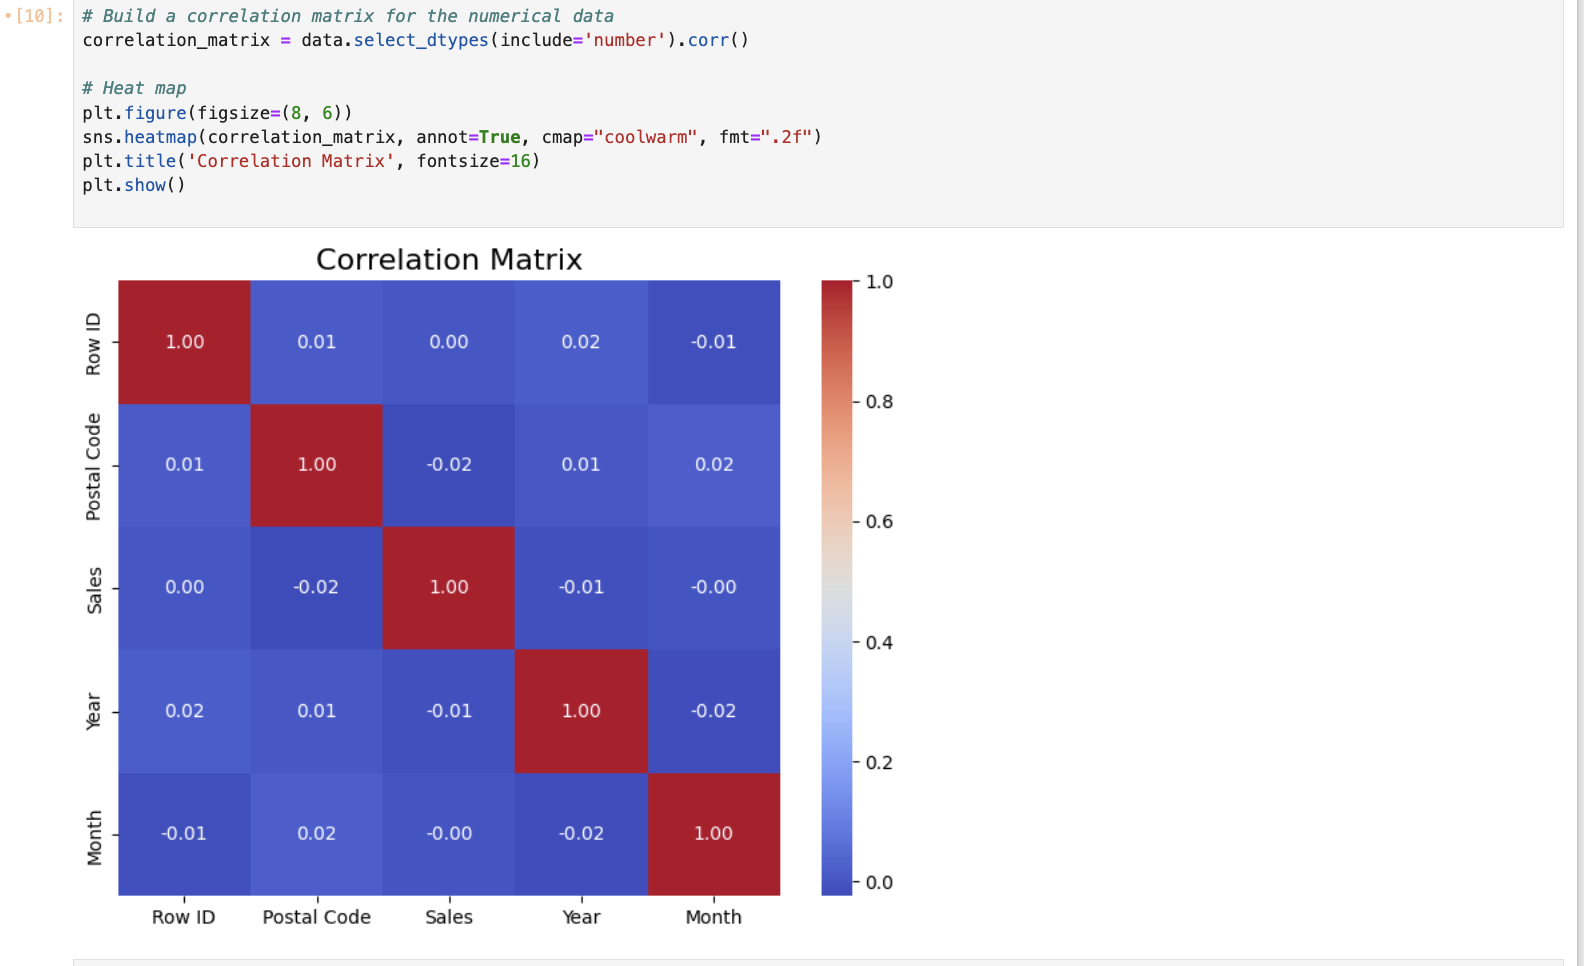 •[10]:
# Build a correlation matrix for the numerical data
correlation_matrix = data.select_dtypes(include='number').corr()
# Heat map
plt.figure(figsize=(8, 6))
sns.heatmap(correlation_matrix, annot=True, cmap="coolwarm", fmt=".2f")
plt.title('Correlation Matrix', fontsize=16)
plt.show()
Correlation Matrix
Row ID
1.00 0.01 0.00 0.02 -0.01
Postal Code
0.01 1.00 -0.02 0.01 0.02
Sales
0.00 -0.02 1.00 -0.01 -0.00
Year
0.02 0.01 -0.01 1.00 -0.02
Month
-0.01 0.02 -0.00 -0.02 1.00
Row ID Postal Code Sales Year Month
1.0
0.8
0.6
0.4
0.2
0.0